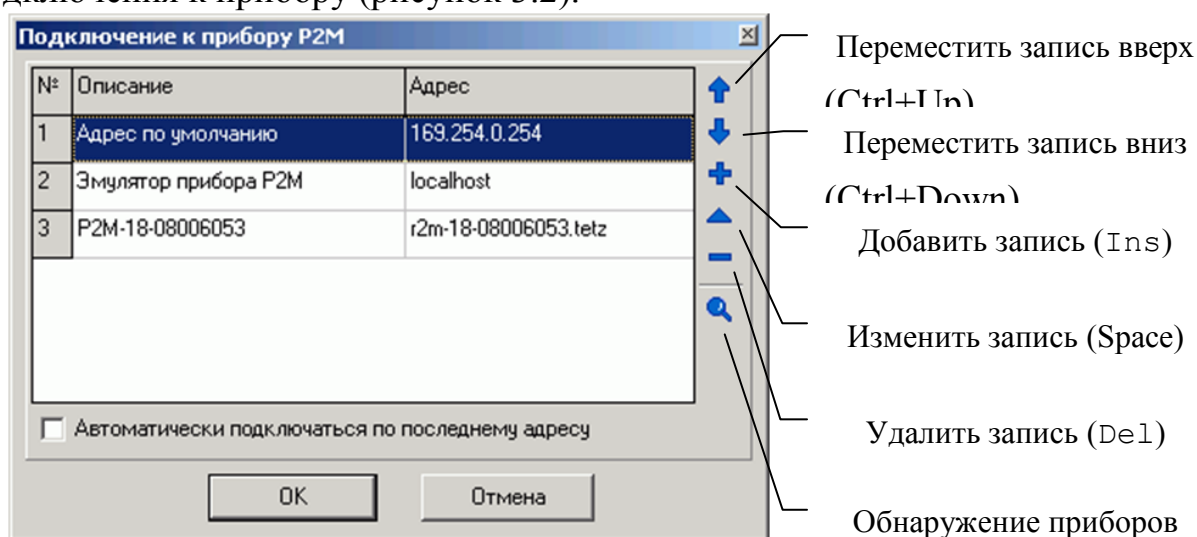 дключения к прибору (рисунок 3.2).
Подключение к прибору Р2М
№ Описание Адрес
1 Адрес по умолчанию 169.254.0.254
2 Эмулятор прибора Р2М localhost
3 Р2М-18-08006053 r2m-18-08006053.tetz
Автоматически подключаться по последнему адресу
OK Отмена
Переместить запись вверх
(Ctrl+Up)
Переместить запись вниз
(Ctrl+Down)
Добавить запись (Ins)
Изменить запись (Space)
Удалить запись (Del)
Обнаружение приборов